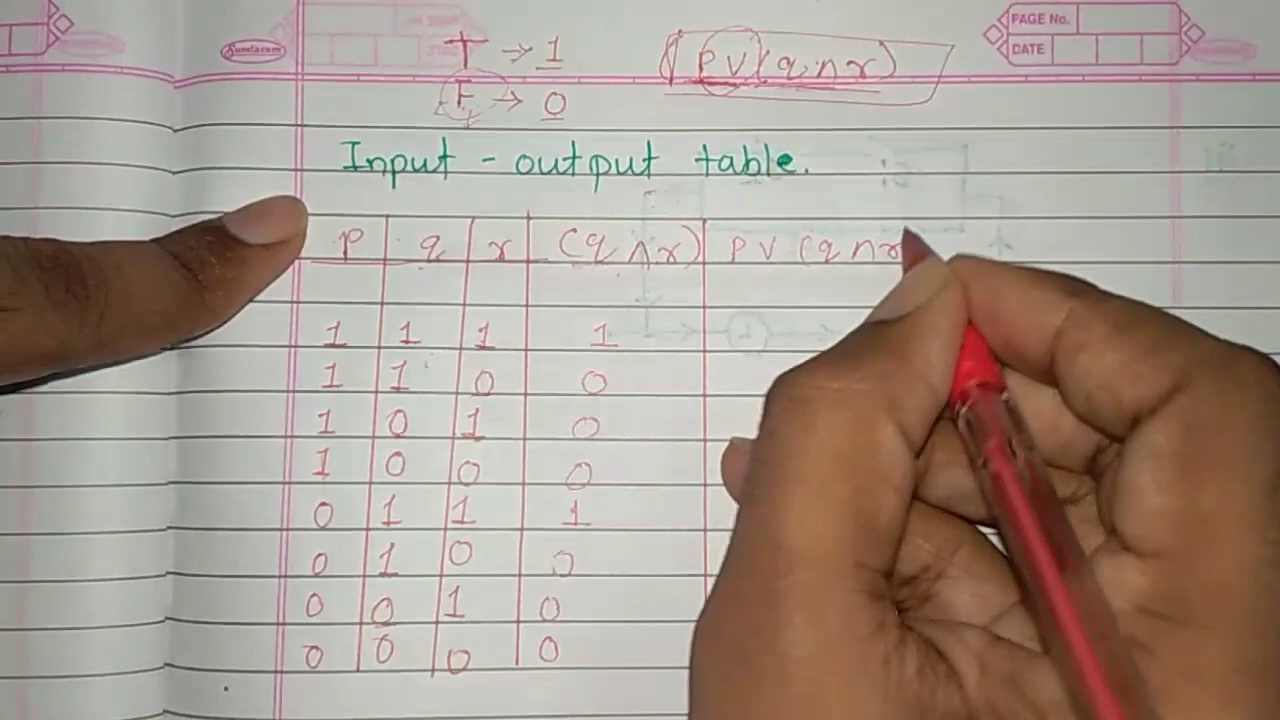 Sundaram
PAGE No.
DATE
T → 1 (P∨(q∧r)
F → 0
Input - output table.
P q r (q∧r) P∨(q∧r
1 1 1 1
1 1 0 0
1 0 1 0
1 0 0 0
0 1 1 1
0 1 0 0
0 0 1 0
0 0 0 0